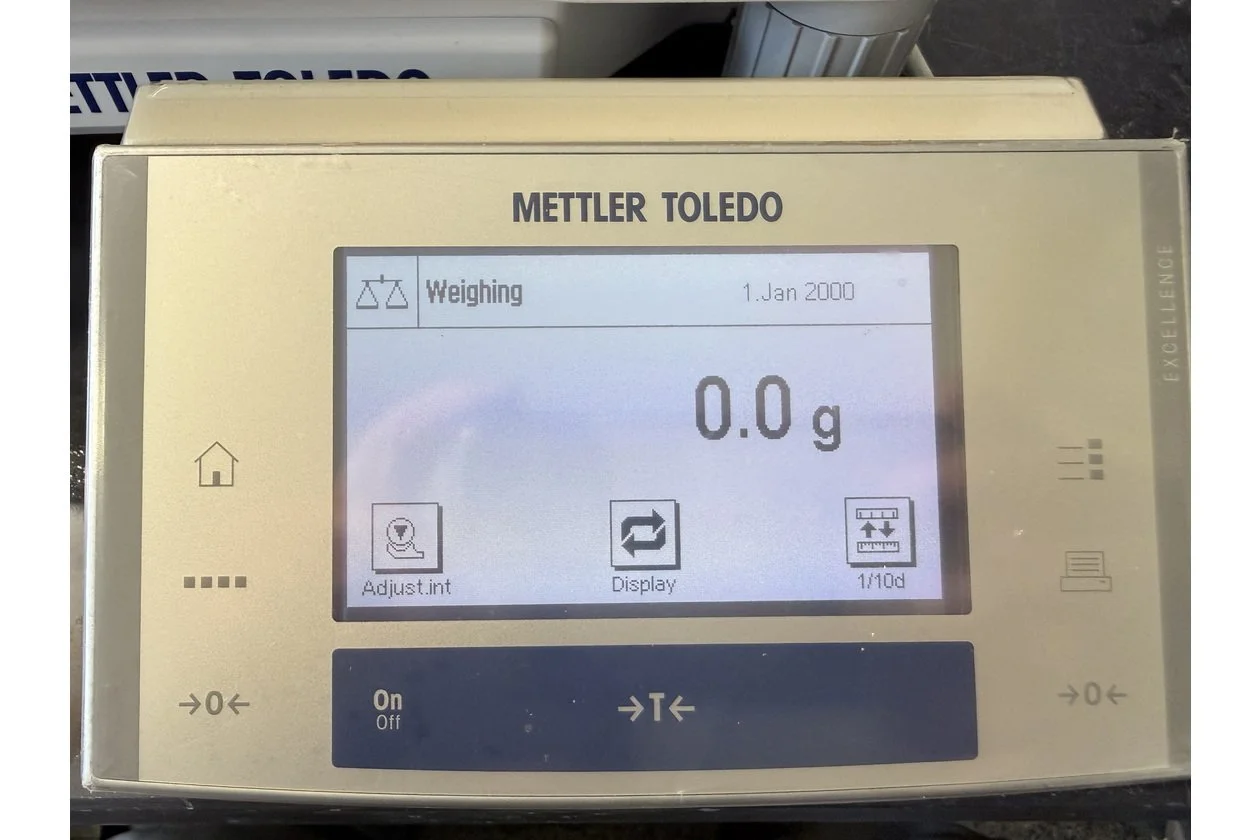 METTLER TOLEDO
METTLER TOLEDO
EXCELLENCE
Weighing 1.Jan 2000
0.0 g
Adjust.int Display 1/10d
→0← On →T← →0←
Off